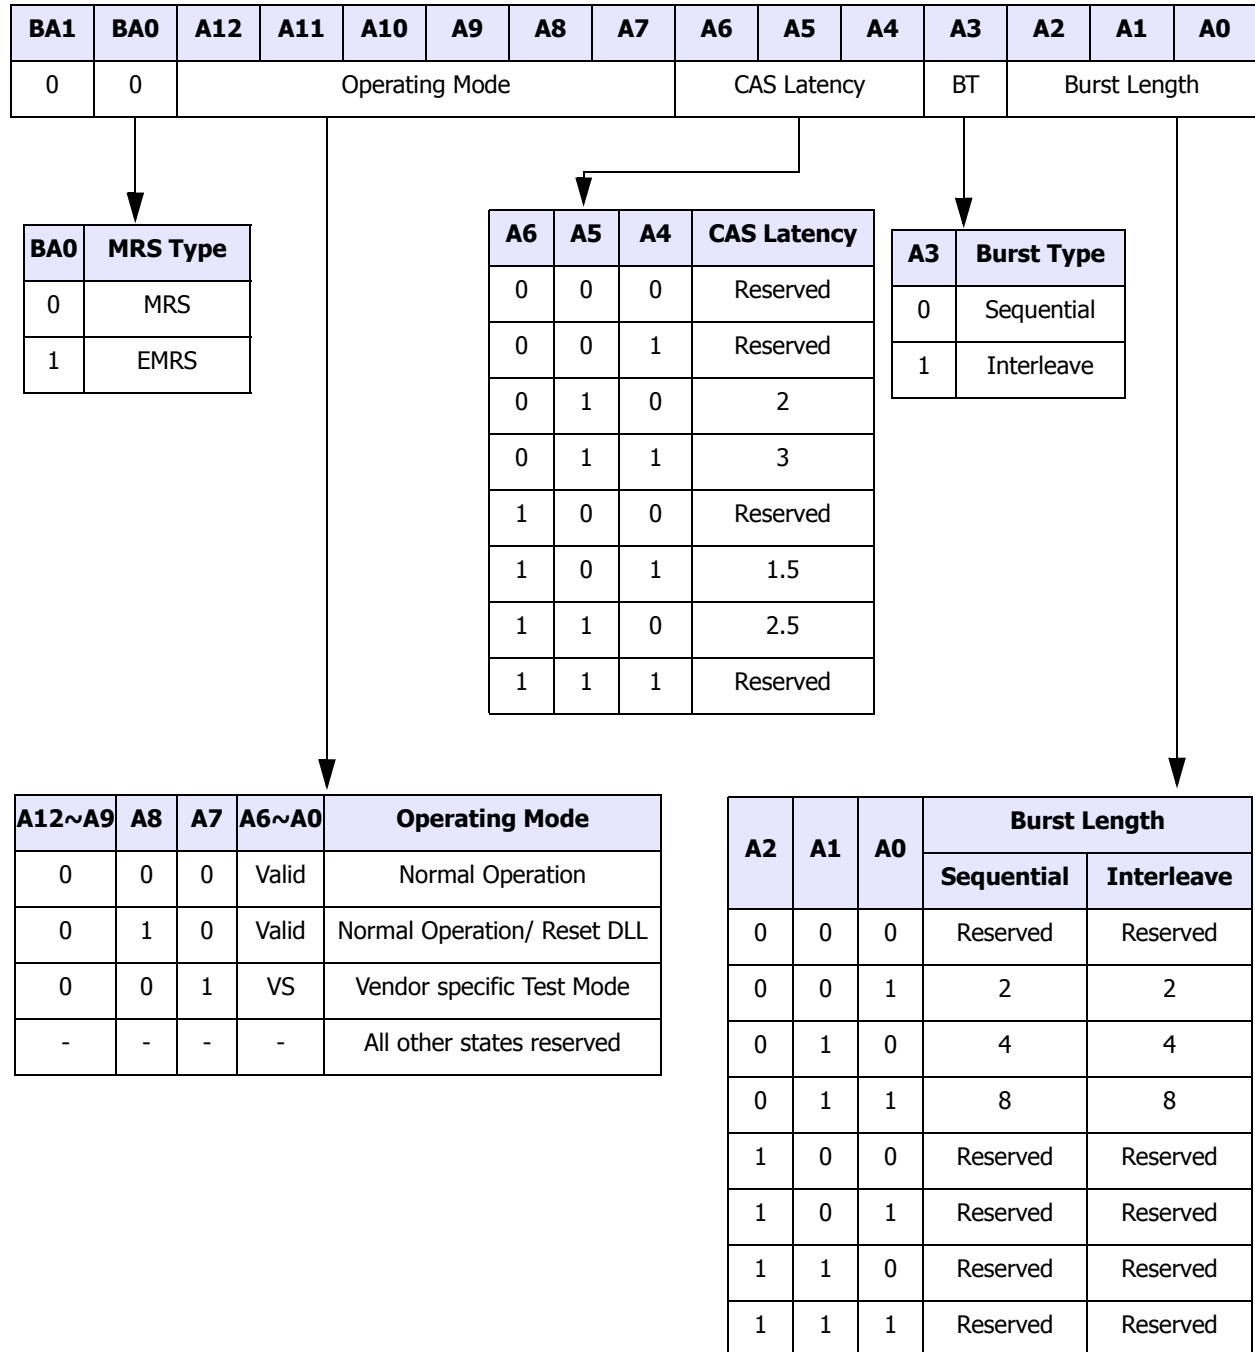 BA1 BA0 A12 A11 A10 A9 A8 A7 A6 A5 A4 A3 A2 A1 A0
0 0 Operating Mode CAS Latency BT Burst Length
BA0 MRS Type
0 MRS
1 EMRS
A6 A5 A4 CAS Latency
0 0 0 Reserved
0 0 1 Reserved
0 1 0 2
0 1 1 3
1 0 0 Reserved
1 0 1 1.5
1 1 0 2.5
1 1 1 Reserved
A3 Burst Type
0 Sequential
1 Interleave
A12~A9 A8 A7 A6~A0 Operating Mode
0 0 0 Valid Normal Operation
0 1 0 Valid Normal Operation/ Reset DLL
0 0 1 VS Vendor specific Test Mode
- - - - All other states reserved
A2 A1 A0 Burst Length
Sequential Interleave
0 0 0 Reserved Reserved
0 0 1 2 2
0 1 0 4 4
0 1 1 8 8
1 0 0 Reserved Reserved
1 0 1 Reserved Reserved
1 1 0 Reserved Reserved
1 1 1 Reserved Reserved